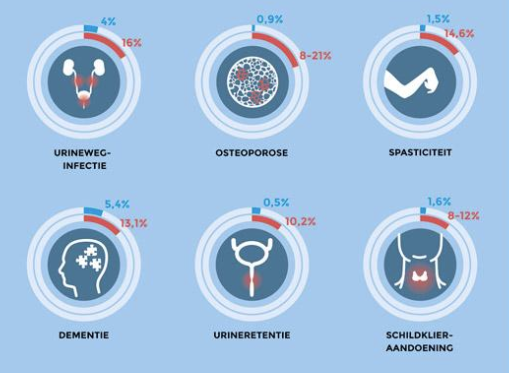 4%
16%
URINEWEG-
INFECTIE
0,9%
8-21%
OSTEOPOROSE
1,5%
14,6%
SPASTICITEIT
5,4%
13,1%
DEMENTIE
0,5%
10,2%
URINERETENTIE
1,6%
8-12%
SCHILDKLIER-
AANDOENING